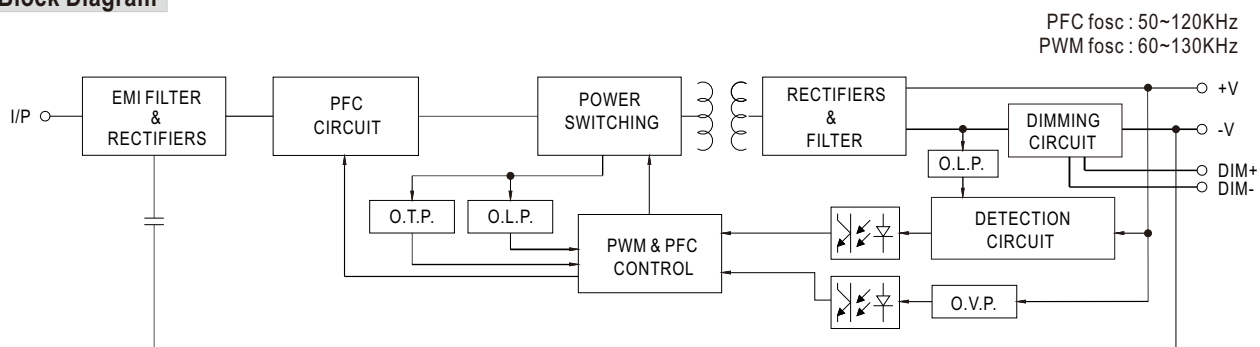 Block Diagram
PFC fosc : 50~120KHz
PWM fosc : 60~130KHz
I/P
EMI FILTER
&
RECTIFIERS
PFC
CIRCUIT
POWER
SWITCHING
RECTIFIERS
&
FILTER
DIMMING
CIRCUIT
+V
-V
DIM+
DIM-
O.L.P.
O.T.P.
O.L.P.
PWM & PFC
CONTROL
DETECTION
CIRCUIT
O.V.P.